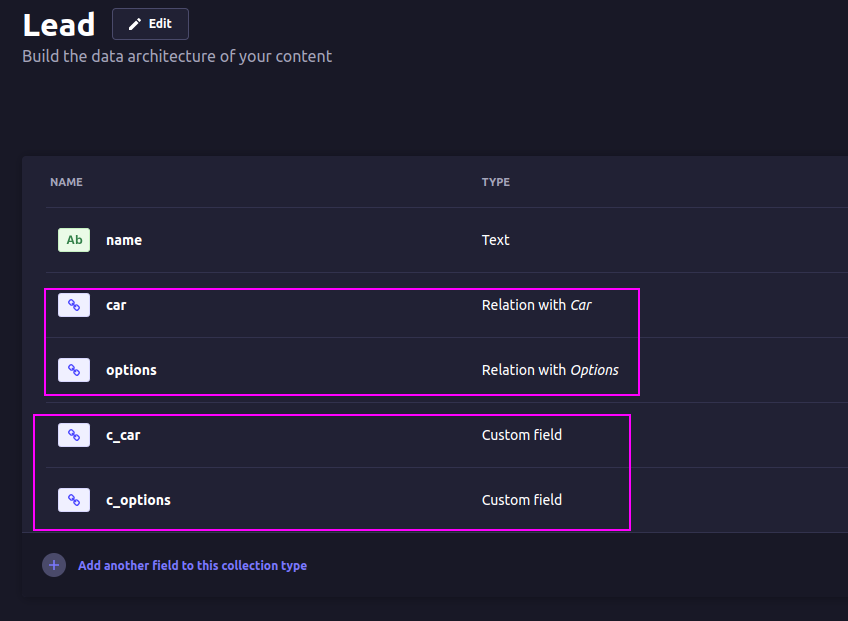 Lead
Edit
Build the data architecture of your content
NAME TYPE
Ab name Text
car Relation with Car
options Relation with Options
c_car Custom field
c_options Custom field
+ Add another field to this collection type